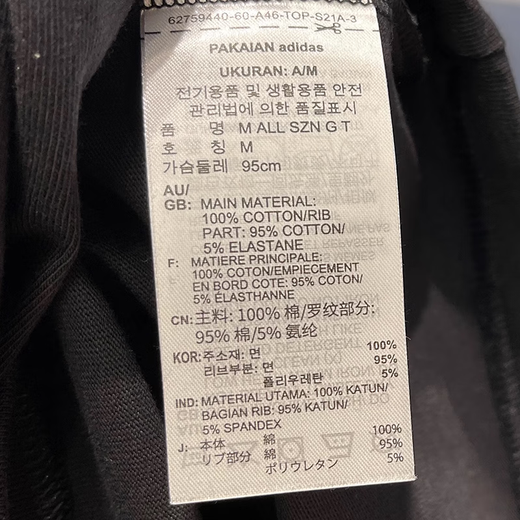 62759440-60-A46-TOP-S21A-3
PAKAIAN adidas
UKURAN: A/M
전기용품 및 생활용품 안전
관리법에 의한 품질표시
품 명 M ALL SZN G T
호 칭 M
가슴둘레 95cm
AU/
GB: MAIN MATERIAL:
100% COTTON/RIB
PART: 95% COTTON/
5% ELASTANE
F: MATIERE PRINCIPALE:
100% COTON/EMPIECEMENT
EN BORD COTE: 95% COTON/
5% ÉLASTHANNE
CN: 主料: 100% 棉/罗纹部分:
95% 棉/5% 氨纶
KOR: 주소재: 면 100%
리브부분: 면 95%
폴리우레탄 5%
IND: MATERIAL UTAMA: 100% KATUN/
BAGIAN RIB: 95% KATUN/
5% SPANDEX
J: 本体 綿 100%
リブ部分 綿 95%
ポリウレタン 5%